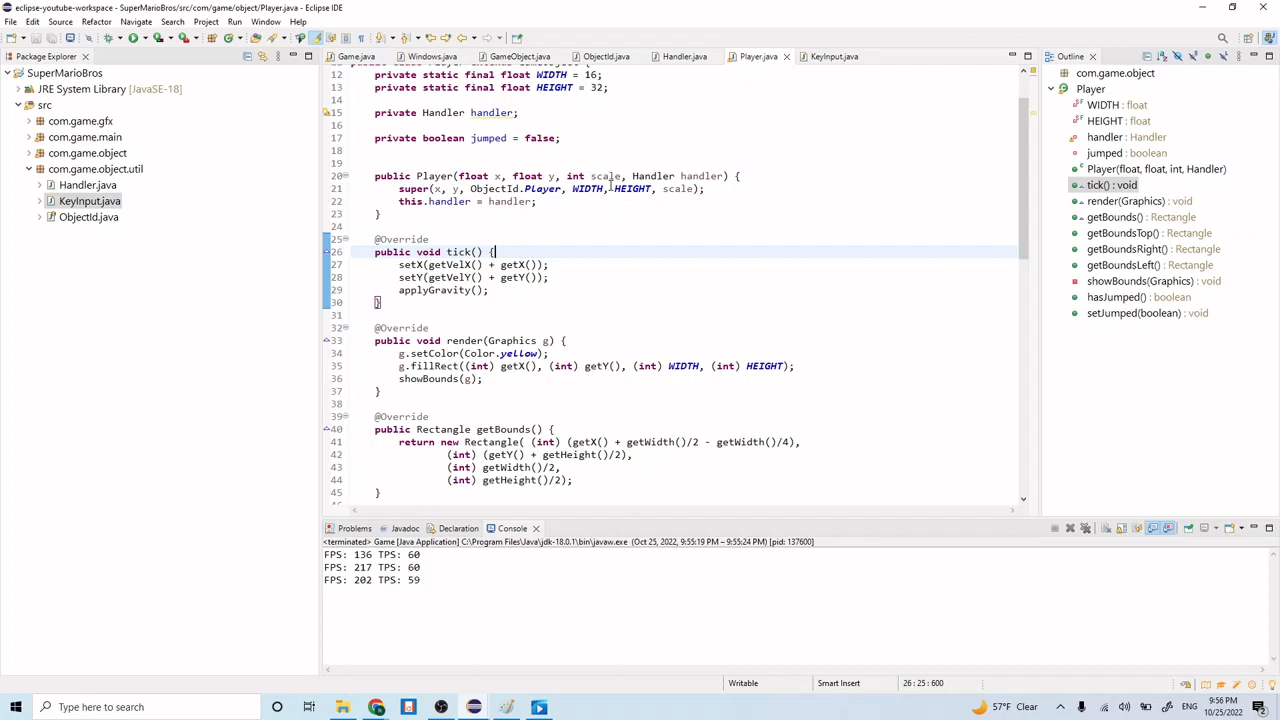 eclipse-youtube-workspace - SuperMarioBros/src/com/game/object/Player.java - Eclipse IDE
File Edit Source Refactor Navigate Search Project Run Window Help
Package Explorer
SuperMarioBros
JRE System Library [JavaSE-18]
src
com.gfx
com.game.main
com.game.object
com.game.object.util
Handler.java
KeyInput.java
ObjectId.java
Game.java Windows.java GameObject.java ObjectId.java Handler.java Player.java KeyInput.java
12 private static final float WIDTH = 16;
13 private static final float HEIGHT = 32;
14
15 private Handler handler;
16
17 private boolean jumped = false;
18
19
20 public Player(float x, float y, int scale, Handler handler) {
21 super(x, y, ObjectId.Player, WIDTH, HEIGHT, scale);
22 this.handler = handler;
23 }
24
25 @Override
26 public void tick() {
27 setX(getVelX() + getX());
28 setY(getVelY() + getY());
29 applyGravity();
30 }
31
32 @Override
33 public void render(Graphics g) {
34 g.setColor(Color.yellow);
35 g.fillRect((int) getX(), (int) getY(), (int) WIDTH, (int) HEIGHT);
36 showBounds(g);
37 }
38
39 @Override
40 public Rectangle getBounds() {
41 return new Rectangle( (int) (getX() + getWidth()/2 - getWidth()/4),
42 (int) (getY() + getHeight()/2),
43 (int) getWidth()/2,
44 (int) getHeight()/2);
45 }
Outline
com.game.object
Player
WIDTH : float
HEIGHT : float
handler : Handler
jumped : boolean
Player(float, float, int, Handler)
tick() : void
render(Graphics) : void
getBounds() : Rectangle
getBoundsTop() : Rectangle
getBoundsRight() : Rectangle
getBoundsLeft() : Rectangle
showBounds(Graphics) : void
hasJumped() : boolean
setJumped(boolean) : void
Problems Javadoc Declaration Console
<terminated> Game [Java Application] C:\Program Files\Java\jdk-18.0.1\bin\javaw.exe (Oct 25, 2022, 9:55:19 PM – 9:55:24 PM) [pid: 137600]
FPS: 136 TPS: 60
FPS: 217 TPS: 60
FPS: 202 TPS: 59
Writable Smart Insert 26 : 25 : 600
Type here to search
57°F Clear
9:56 PM
10/25/2022
2